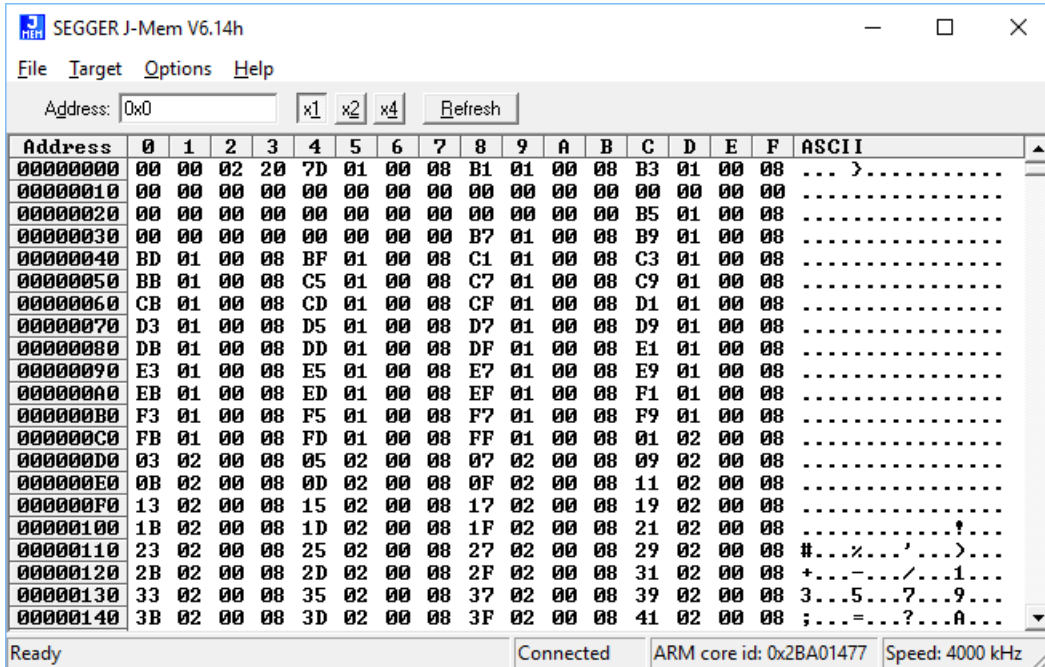 J MEM SEGGER J-Mem V6.14h
File Target Options Help
Address: 0x0 x1 x2 x4 Refresh
Address 0 1 2 3 4 5 6 7 8 9 A B C D E F ASCII
00000000 00 00 02 20 7D 01 00 08 B1 01 00 08 B3 01 00 08 ... }...........
00000010 00 00 00 00 00 00 00 00 00 00 00 00 00 00 00 00 ................
00000020 00 00 00 00 00 00 00 00 00 00 00 00 B5 01 00 08 ................
00000030 00 00 00 00 00 00 00 00 B7 01 00 08 B9 01 00 08 ................
00000040 BD 01 00 08 BF 01 00 08 C1 01 00 08 C3 01 00 08 ................
00000050 BB 01 00 08 C5 01 00 08 C7 01 00 08 C9 01 00 08 ................
00000060 CB 01 00 08 CD 01 00 08 CF 01 00 08 D1 01 00 08 ................
00000070 D3 01 00 08 D5 01 00 08 D7 01 00 08 D9 01 00 08 ................
00000080 DB 01 00 08 DD 01 00 08 DF 01 00 08 E1 01 00 08 ................
00000090 E3 01 00 08 E5 01 00 08 E7 01 00 08 E9 01 00 08 ................
000000A0 EB 01 00 08 ED 01 00 08 EF 01 00 08 F1 01 00 08 ................
000000B0 F3 01 00 08 F5 01 00 08 F7 01 00 08 F9 01 00 08 ................
000000C0 FB 01 00 08 FD 01 00 08 FF 01 00 08 01 02 00 08 ................
000000D0 03 02 00 08 05 02 00 08 07 02 00 08 09 02 00 08 ................
000000E0 0B 02 00 08 0D 02 00 08 0F 02 00 08 11 02 00 08 ................
000000F0 13 02 00 08 15 02 00 08 17 02 00 08 19 02 00 08 ................
00000100 1B 02 00 08 1D 02 00 08 1F 02 00 08 21 02 00 08 ............!...
00000110 23 02 00 08 25 02 00 08 27 02 00 08 29 02 00 08 #...%...'...)...
00000120 2B 02 00 08 2D 02 00 08 2F 02 00 08 31 02 00 08 +...-.../...1...
00000130 33 02 00 08 35 02 00 08 37 02 00 08 39 02 00 08 3...5...7...9...
00000140 3B 02 00 08 3D 02 00 08 3F 02 00 08 41 02 00 08 ;...=...?...A...
Ready Connected ARM core id: 0x2BA01477 Speed: 4000 kHz